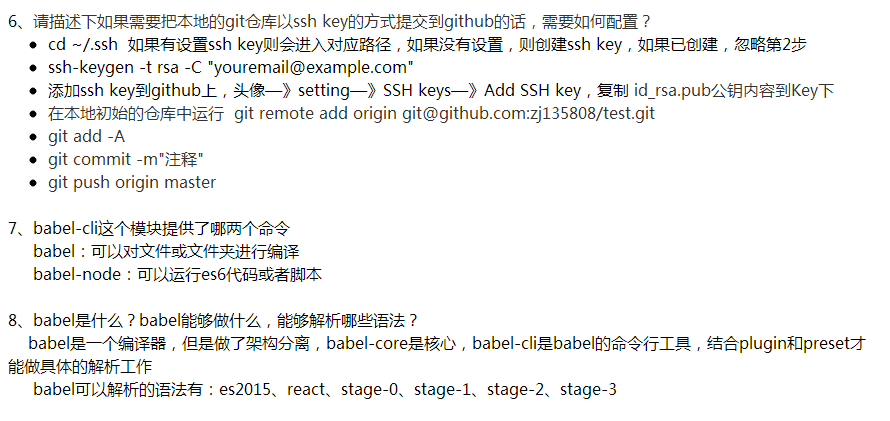 6、请描述下如果需要把本地的git仓库以ssh key的方式提交到github的话，需要如何配置？
• cd ~/.ssh  如果有设置ssh key则会进入对应路径，如果没有设置，则创建ssh key，如果已创建，忽略第2步
• ssh-keygen -t rsa -C "youremail@example.com"
• 添加ssh key到github上，头像—》setting—》SSH keys—》Add SSH key，复制 id_rsa.pub公钥内容到Key下
• 在本地初始的仓库中运行  git remote add origin git@github.com:zj135808/test.git
• git add -A
• git commit -m"注释"
• git push origin master
7、babel-cli这个模块提供了哪两个命令
babel：可以对文件或文件夹进行编译
babel-node：可以运行es6代码或者脚本
8、babel是什么？babel能够做什么，能够解析哪些语法？
babel是一个编译器，但是做了架构分离，babel-core是核心，babel-cli是babel的命令行工具，结合plugin和preset才
能做具体的解析工作
babel可以解析的语法有：es2015、react、stage-0、stage-1、stage-2、stage-3